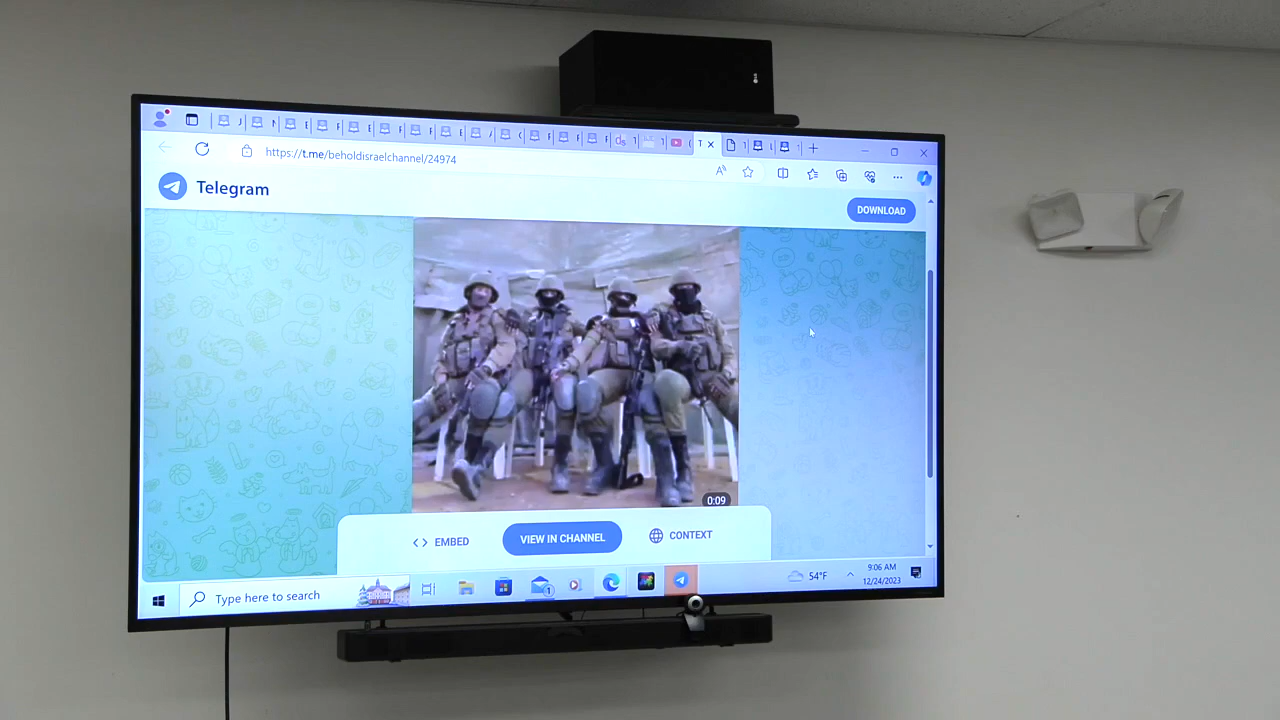 https://t.me/beholdisraelchannel/24974
Telegram
DOWNLOAD
0:09
EMBED
VIEW IN CHANNEL
CONTEXT
Type here to search
1
54°F
9:06 AM
12/24/2023